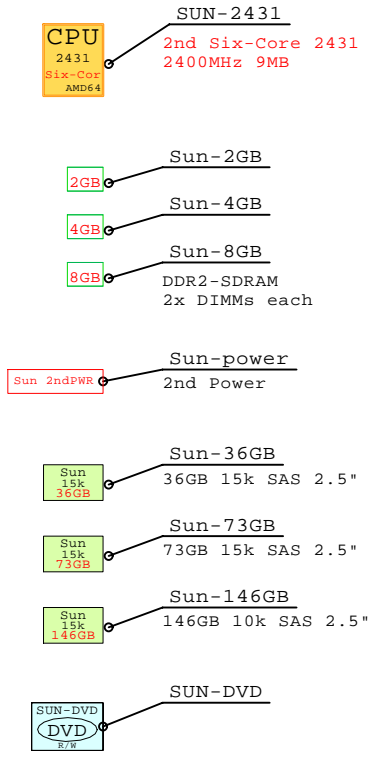 SUN-2431
CPU
2431
Six-Cor
AMD64
2nd Six-Core 2431
2400MHz 9MB
Sun-2GB
2GB
Sun-4GB
4GB
Sun-8GB
8GB
DDR2-SDRAM
2x DIMMs each
Sun-power
Sun 2ndPWR
2nd Power
Sun-36GB
Sun
15k
36GB
36GB 15k SAS 2.5"
Sun-73GB
Sun
15k
73GB
73GB 15k SAS 2.5"
Sun-146GB
Sun
15k
146GB
146GB 10k SAS 2.5"
SUN-DVD
SUN-DVD
DVD
R/W